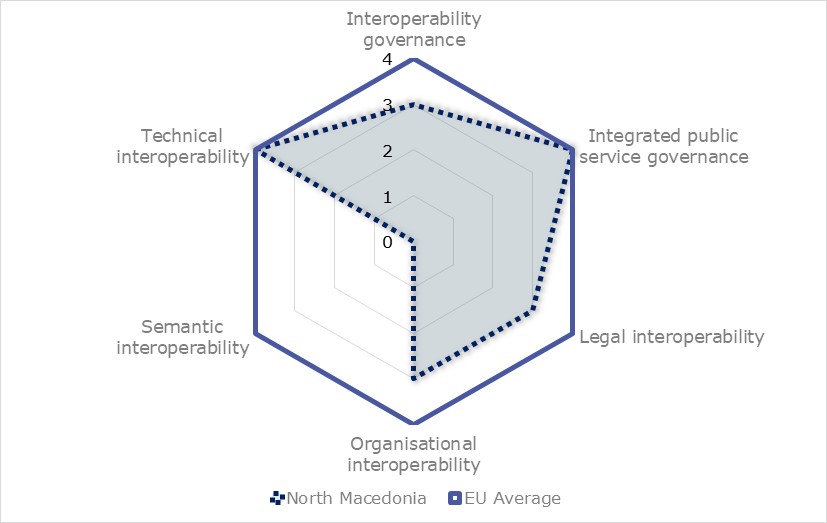 Interoperability
governance
4
3
2
1
0
Technical
interoperability
Integrated public
service governance
Semantic
interoperability
Legal interoperability
Organisational
interoperability
North Macedonia
EU Average